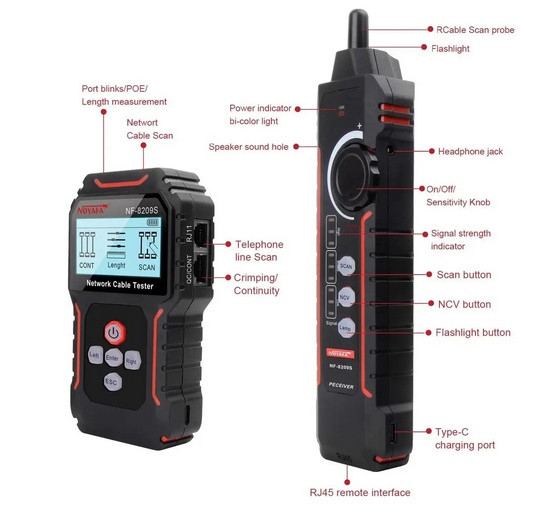 RCable Scan probe
Flashlight
Port blinks/POE/
Length measurement
Networt
Cable Scan
Power indicator
bi-color light
Speaker sound hole
Headphone jack
On/Off/
Sensitivity Knob
Signal strength
indicator
Scan button
NCV button
Flashlight button
Type-C
charging port
RJ45 remote interface
Telephone
line Scan
Crimping/
Continuity
NOYAFA
NF-8209S
CONT
Lenght
SCAN
Network Cable Tester
RJ11
QC/CONT
Left
Enter
Right
ESC
+
SCAN
NCV
Lamp
Signal
NOYAFA
NF-8209S
PECEIVER
RJ45